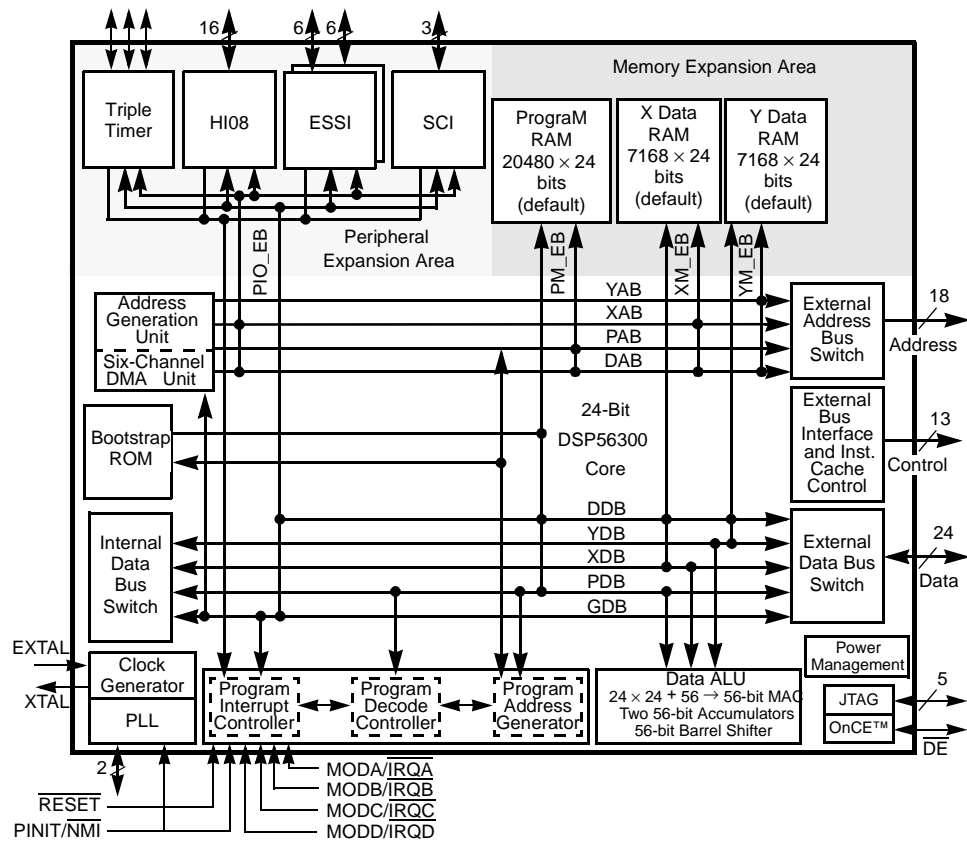 16
6
6
3
Memory Expansion Area
Triple
Timer
HI08
ESSI
SCI
PrograM
RAM
20480 × 24
bits
(default)
X Data
RAM
7168 × 24
bits
(default)
Y Data
RAM
7168 × 24
bits
(default)
Peripheral
Expansion Area
PIO_EB
PM_EB
XM_EB
YM_EB
Address
Generation
Unit
Six-Channel
DMA Unit
YAB
XAB
PAB
DAB
External
Address
Bus
Switch
18
Address
Bootstrap
ROM
24-Bit
DSP56300
Core
External
Bus
Interface
and Inst.
Cache
Control
13
Control
Internal
Data
Bus
Switch
DDB
YDB
XDB
PDB
GDB
External
Data Bus
Switch
24
Data
EXTAL
XTAL
Clock
Generator
PLL
Program
Interrupt
Controller
Program
Decode
Controller
Program
Address
Generator
Data ALU
24 × 24 + 56 → 56-bit MAC
Two 56-bit Accumulators
56-bit Barrel Shifter
Power
Management
JTAG
OnCE™
5
DE
2
RESET
PINIT/NMI
MODA/IRQA
MODB/IRQB
MODC/IRQC
MODD/IRQD